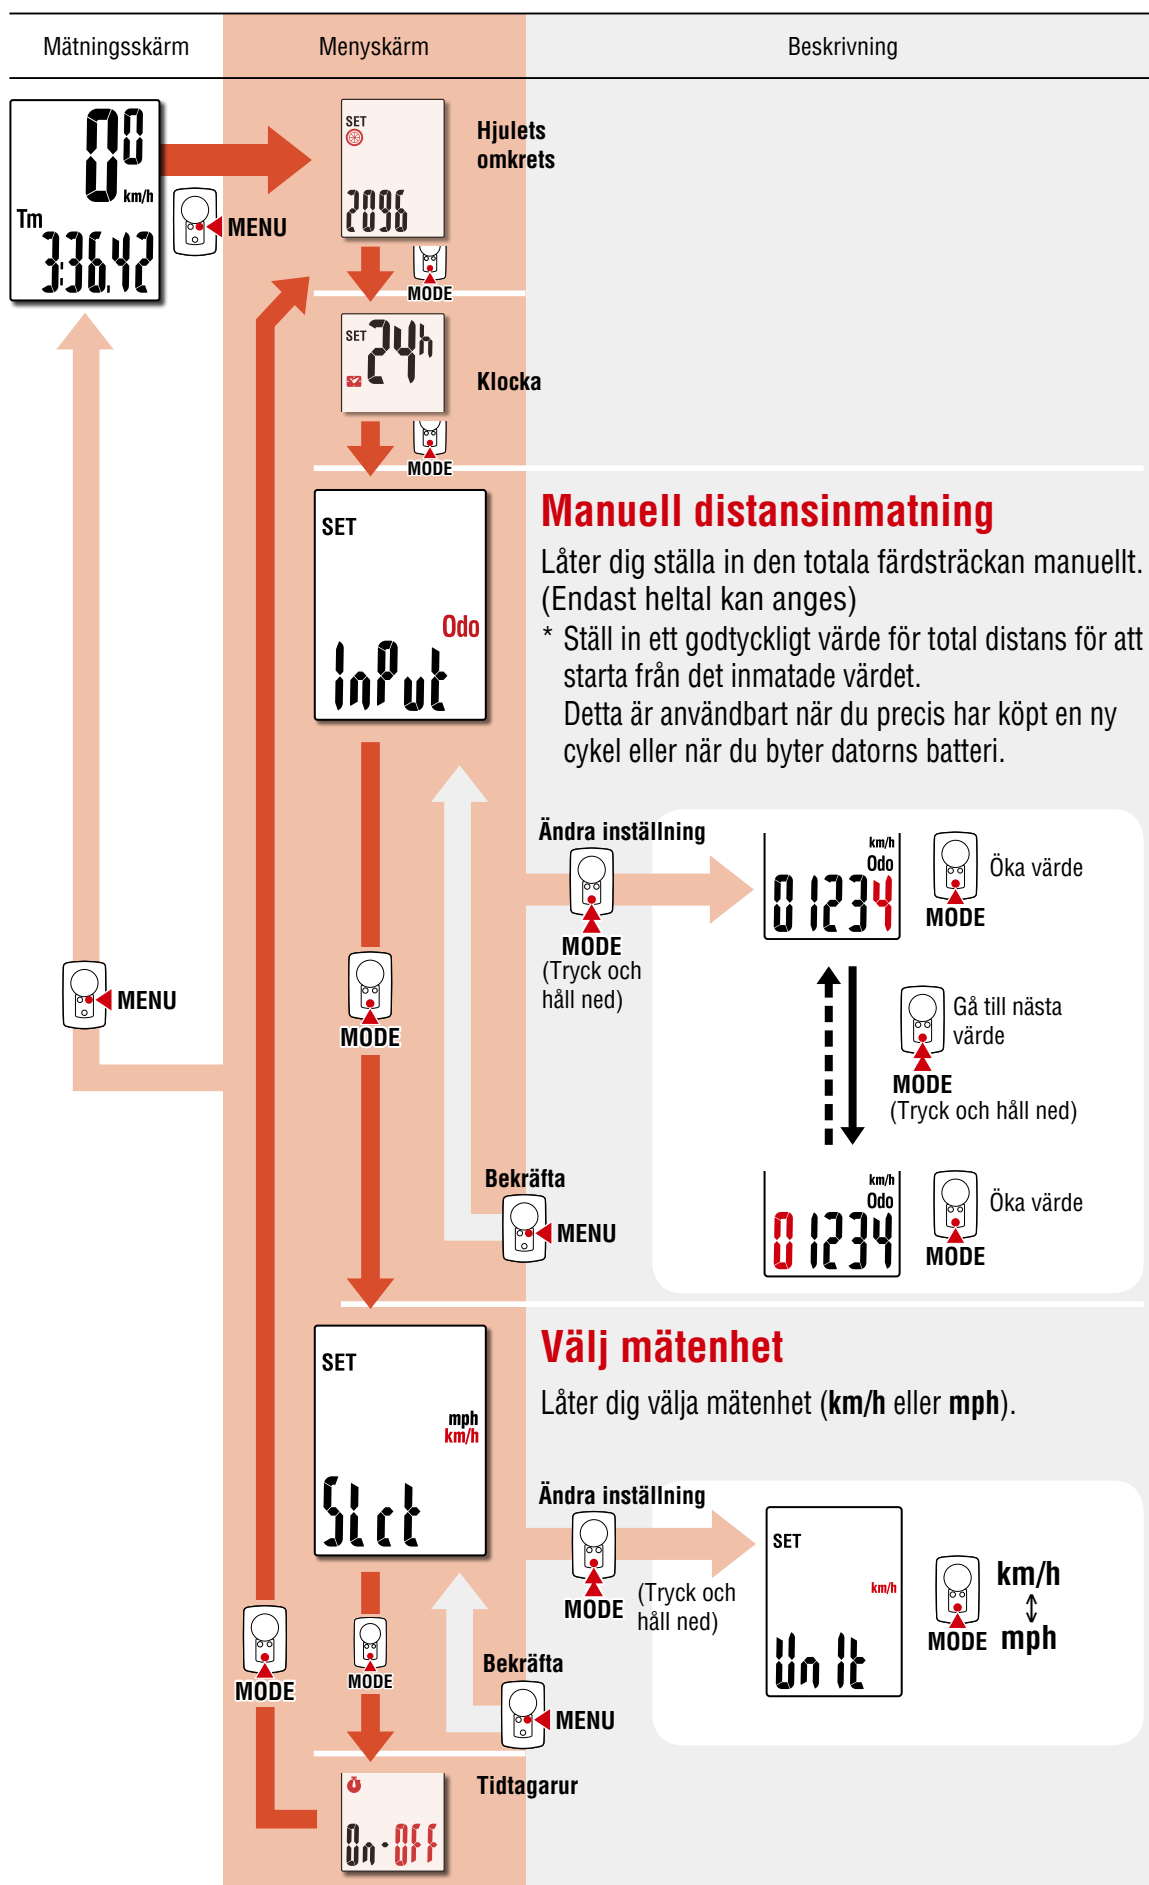 Mätningsskärm
Menyskärm
Beskrivning
00
km/h
Tm
3:36.42
MENU
SET
2096
Hjulets
omkrets
MODE
SET
24h
Klocka
MODE
SET
Odo
InPut
Manuell distansinmatning
Låter dig ställa in den totala färdsträckan manuellt.
(Endast heltal kan anges)
* Ställ in ett godtyckligt värde för total distans för att
starta från det inmatade värdet.
Detta är användbart när du precis har köpt en ny
cykel eller när du byter datorns batteri.
Ändra inställning
MODE
(Tryck och
håll ned)
km/h
Odo
01234
MODE
Öka värde
MENU
MODE
Gå till nästa
värde
MODE
(Tryck och håll ned)
Bekräfta
MENU
km/h
Odo
01234
MODE
Öka värde
SET
mph
km/h
Slct
Välj mätenhet
Låter dig välja mätenhet (km/h eller mph).
Ändra inställning
MODE
(Tryck och
håll ned)
SET
km/h
Unit
MODE
km/h
mph
MODE
MODE
Bekräfta
MENU
On-OFF
Tidtagarur